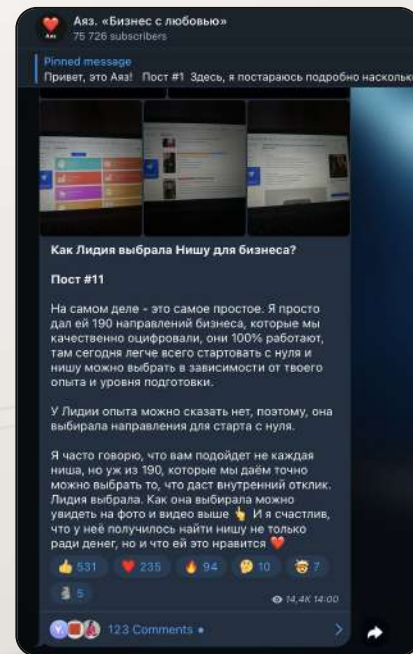 Аяз. «Бизнес с любовью»
75 726 subscribers
Pinned message
Привет, это Аяз! Пост #1 Здесь, я постараюсь подробно насколько
Как Лидия выбрала Нишу для бизнеса?
Пост #11
На самом деле - это самое простое. Я просто
дал ей 190 направлений бизнеса, которые мы
качественно оцифровали, они 100% работают,
там сегодня легче всего стартовать с нуля и
нишу можно выбрать в зависимости от твоего
опыта и уровня подготовки.
У Лидии опыта можно сказать нет, поэтому, она
выбирала направления для старта с нуля.
Я часто говорю, что вам подойдет не каждая
ниша, но уж из 190, которые мы даём точно
можно выбрать то, что даст внутренний отклик.
Лидия выбрала. Как она выбирала можно
увидеть на фото и видео выше 👆 И я счастлив,
что у неё получилось найти нишу не только
ради денег, но и что ей это нравится ❤️
👍 531 ❤️ 235 🔥 94 🤔 10 🤯 7
🗿 5
14,4K 14:00
123 Comments